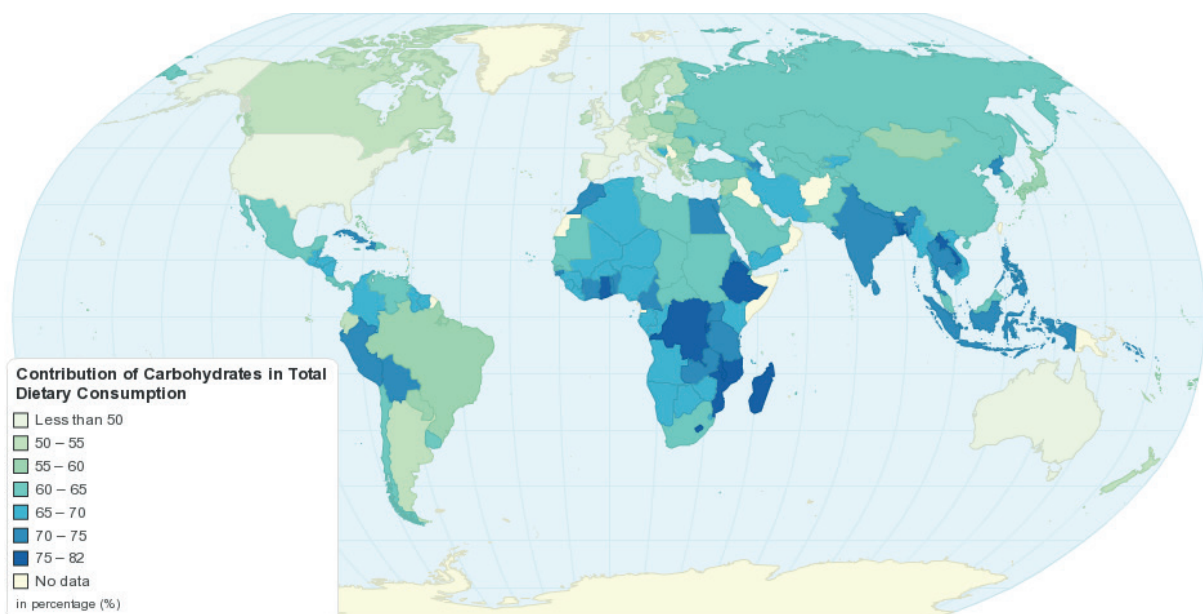 Contribution of Carbohydrates in Total
Dietary Consumption
Less than 50
50 – 55
55 – 60
60 – 65
65 – 70
70 – 75
75 – 82
No data
in percentage (%)